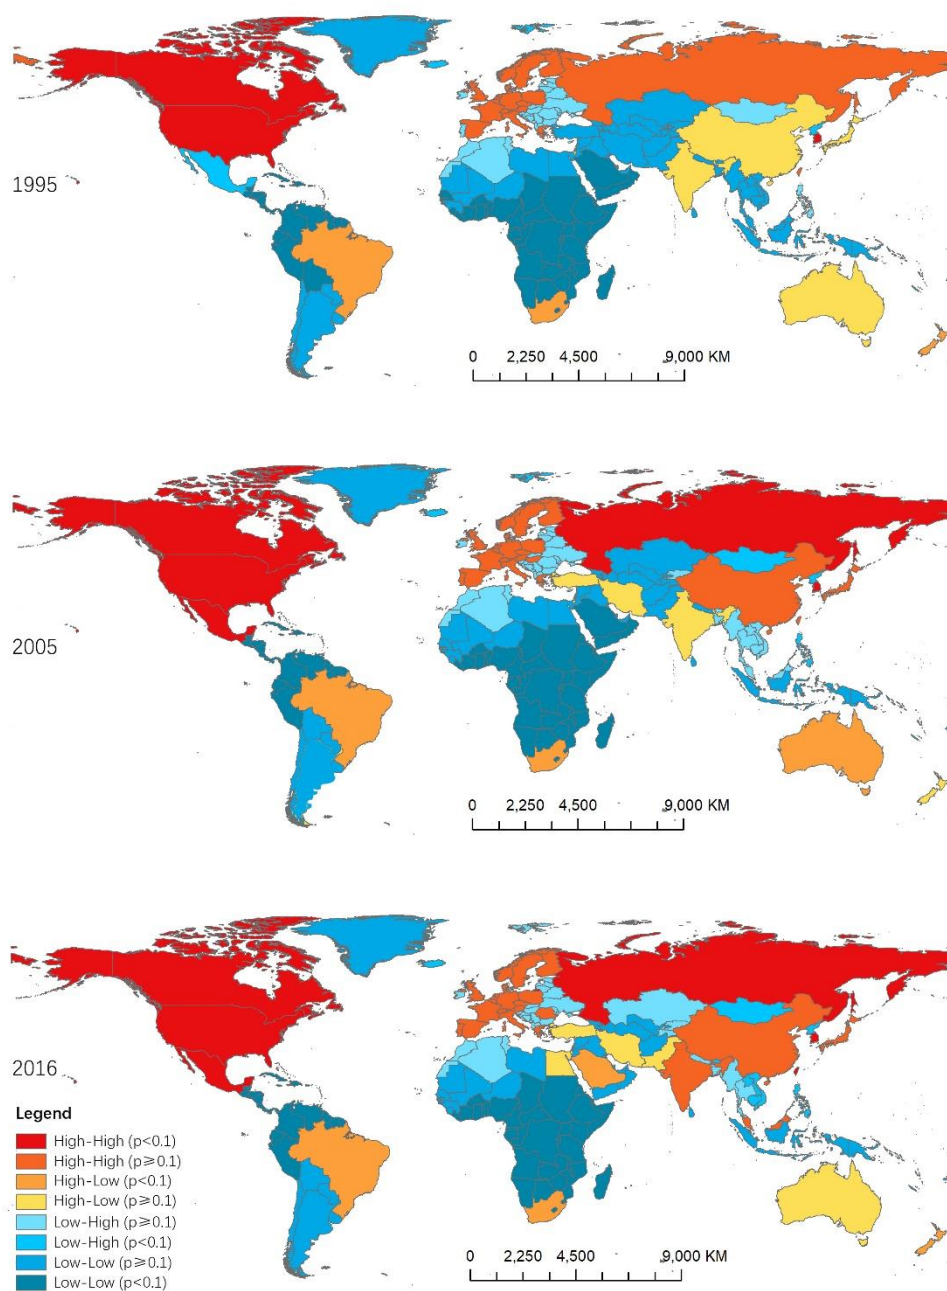 1995
0 2,250 4,500 9,000 KM
2005
0 2,250 4,500 9,000 KM
2016
0 2,250 4,500 9,000 KM
Legend
High-High (p<0.1)
High-High (p≥0.1)
High-Low (p<0.1)
High-Low (p≥0.1)
Low-High (p≥0.1)
Low-High (p<0.1)
Low-Low (p≥0.1)
Low-Low (p<0.1)